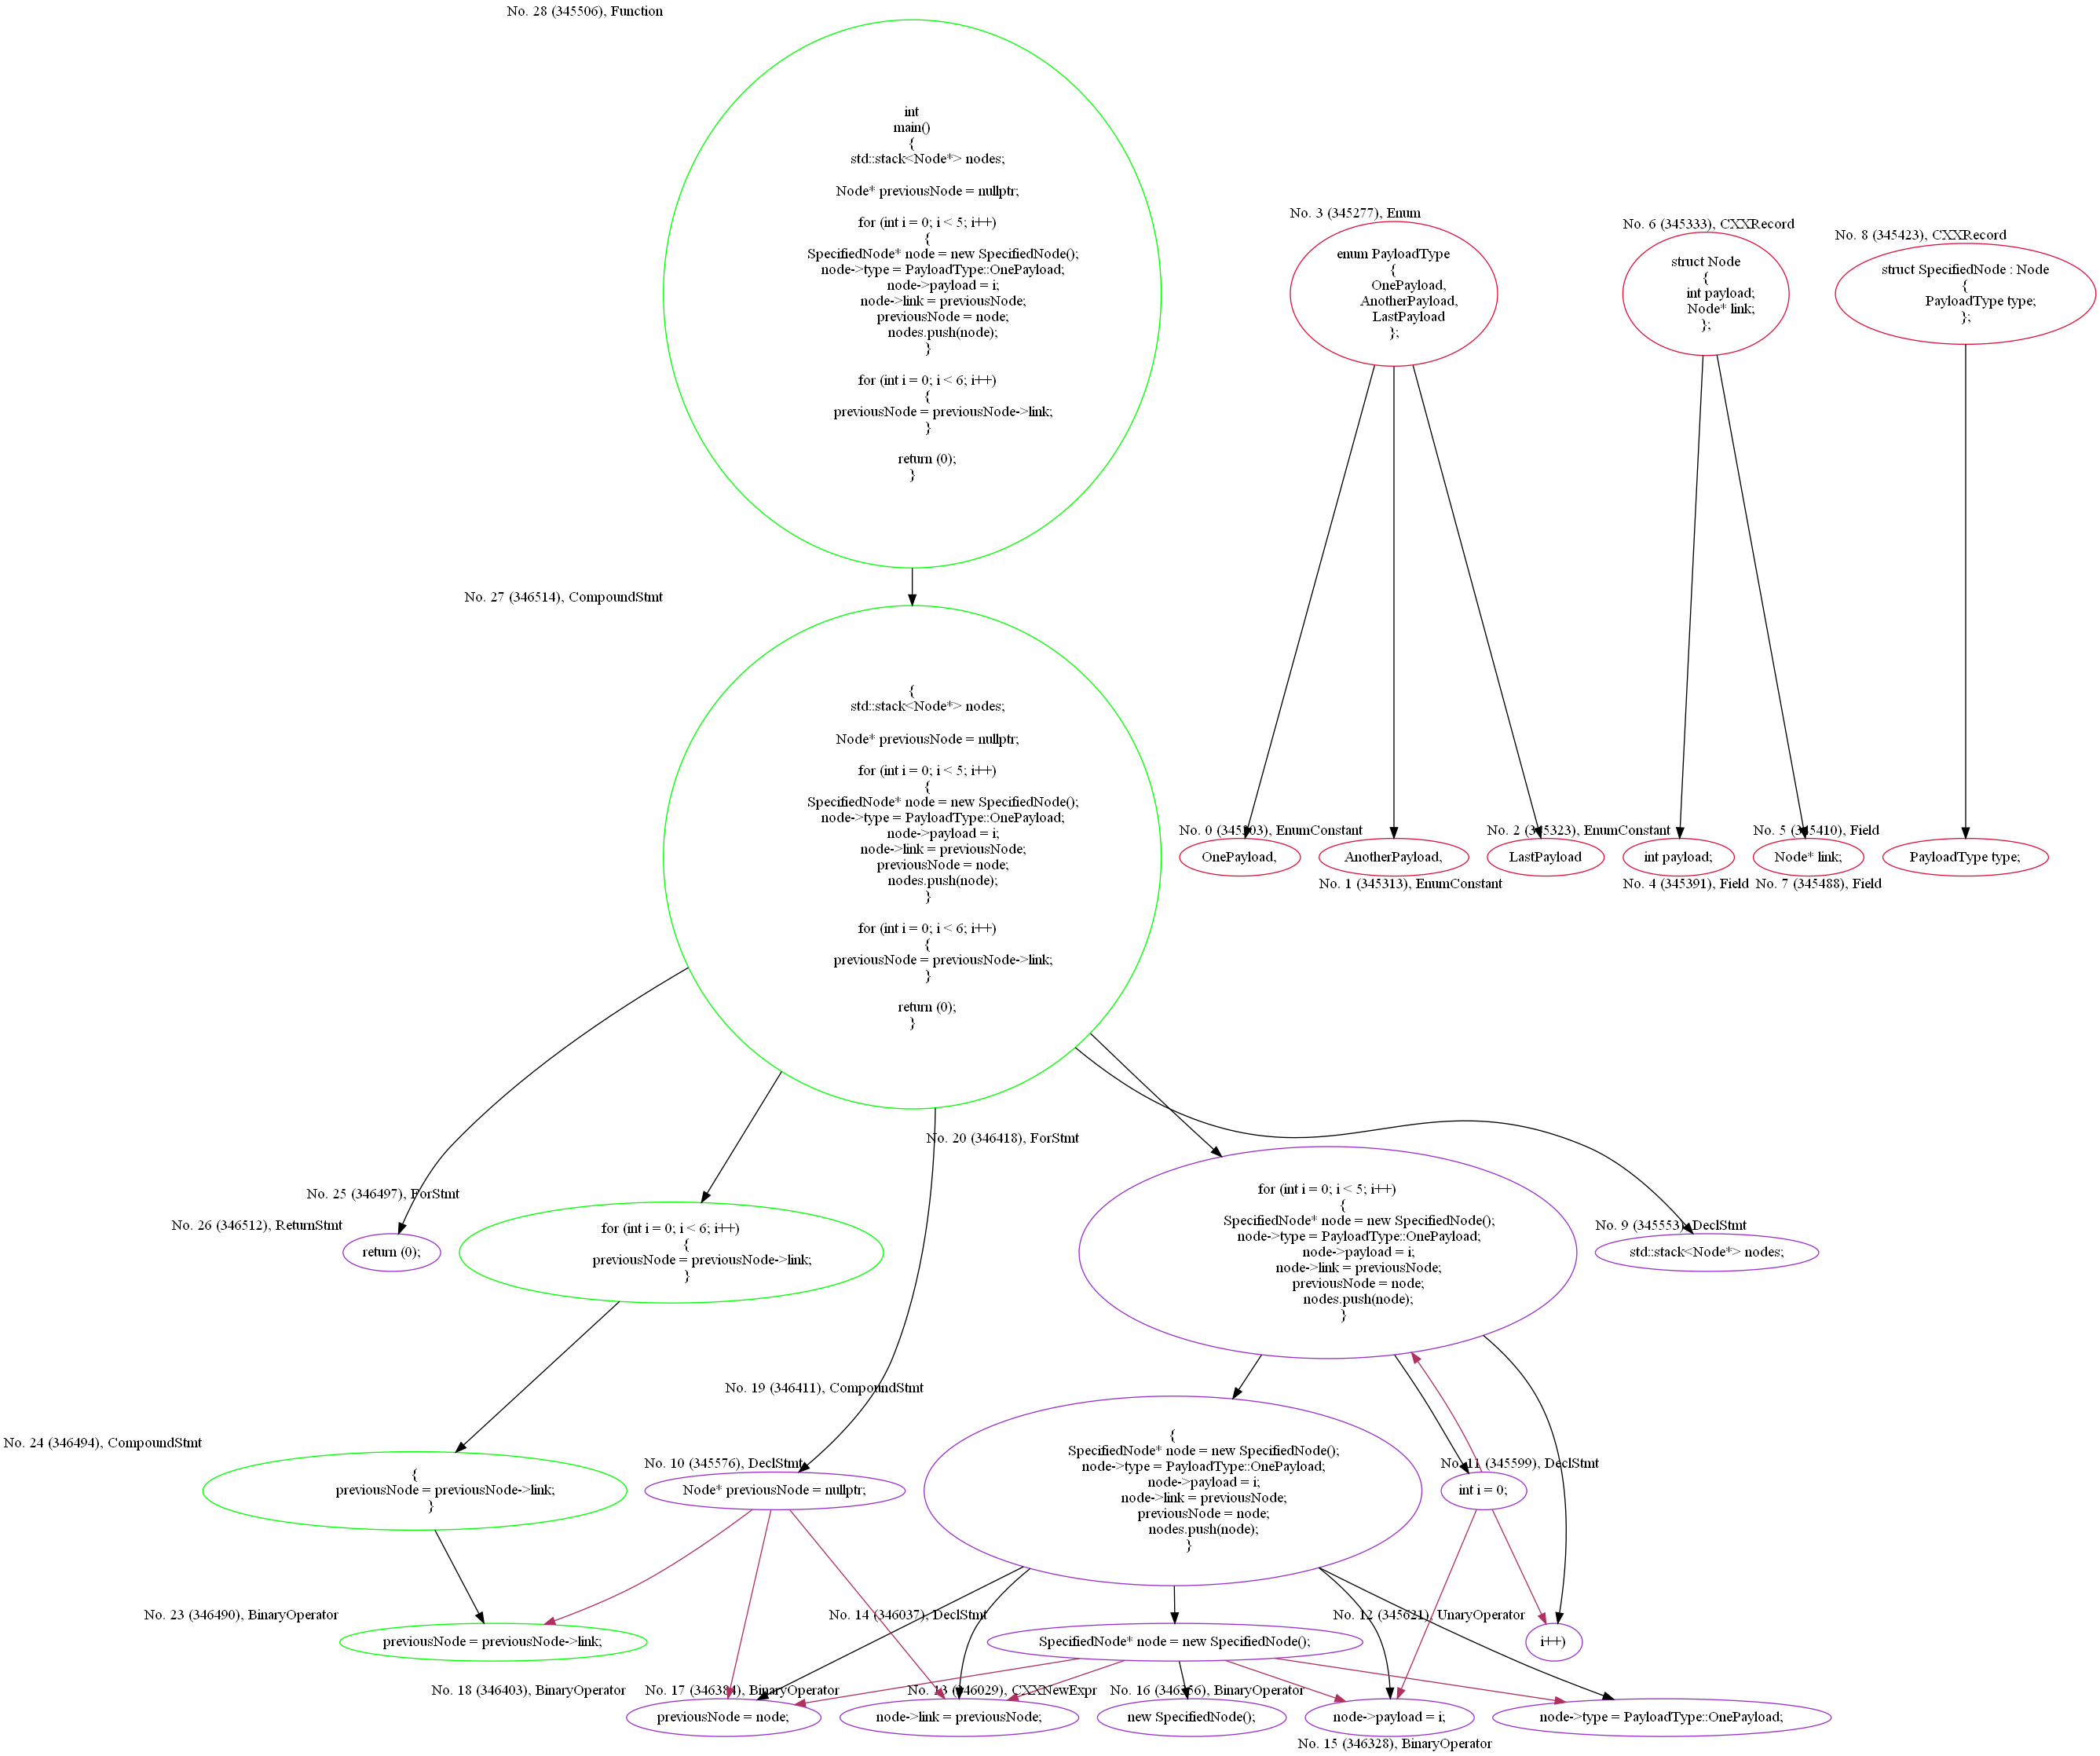 No. 28 (345506), Function
int
main()
{
std::stack<Node*> nodes;
Node* previousNode = nullptr;
for (int i = 0; i < 5; i++)
{
SpecifiedNode* node = new SpecifiedNode();
node->type = PayloadType::OnePayload;
node->payload = i;
node->link = previousNode;
previousNode = node;
nodes.push(node);
}
for (int i = 0; i < 6; i++)
{
previousNode = previousNode->link;
}
return (0);
}
No. 3 (345277), Enum
enum PayloadType
{
OnePayload,
AnotherPayload,
LastPayload
};
No. 6 (345333), CXXRecord
struct Node
{
int payload;
Node* link;
};
No. 8 (345423), CXXRecord
struct SpecifiedNode : Node
{
PayloadType type;
};
No. 27 (346514), CompoundStmt
{
std::stack<Node*> nodes;
Node* previousNode = nullptr;
for (int i = 0; i < 5; i++)
{
SpecifiedNode* node = new SpecifiedNode();
node->type = PayloadType::OnePayload;
node->payload = i;
node->link = previousNode;
previousNode = node;
nodes.push(node);
}
for (int i = 0; i < 6; i++)
{
previousNode = previousNode->link;
}
return (0);
}
No. 0 EnumConstant
OnePayload,
AnotherPayload,
No. 1 (345313), EnumConstant
No. 2 (345323), EnumConstant
LastPayload
int payload;
No. 4 (345391), Field
No. 5 (345410), Field
Node* link;
No. 7 (345488), Field
PayloadType type;
No. 20 (346418), ForStmt
for (int i = 0; i < 5; i++)
{
SpecifiedNode* node = new SpecifiedNode();
node->type = PayloadType::OnePayload;
node->payload = i;
node->link = previousNode;
previousNode = node;
nodes.push(node);
}
No. 25 (346497), ForStmt
No. 26 (346512), ReturnStmt
return (0);
for (int i = 0; i < 6; i++)
{
previousNode = previousNode->link;
}
No. 9 (345553), DeclStmt
std::stack<Node*> nodes;
No. 19 (346411), CompoundStmt
{
SpecifiedNode* node = new SpecifiedNode();
node->type = PayloadType::OnePayload;
node->payload = i;
node->link = previousNode;
previousNode = node;
nodes.push(node);
}
No. 24 (346494), CompoundStmt
{
previousNode = previousNode->link;
}
No. 10 (345576), DeclStmt
Node* previousNode = nullptr;
No. 11 (345599), DeclStmt
int i = 0;
No. 23 (346490), BinaryOperator
previousNode = previousNode->link;
No. 14 (346037), DeclStmt
SpecifiedNode* node = new SpecifiedNode();
No. 12 (345621), UnaryOperator
i++)
No. 18 (346403), BinaryOperator
previousNode = node;
No. 17 BinaryOperator
node->link = previousNode;
No. 13 (346029), CXXNewExpr
new SpecifiedNode();
No. 16 BinaryOperator
node->payload = i;
No. 15 (346328), BinaryOperator
node->type = PayloadType::OnePayload;